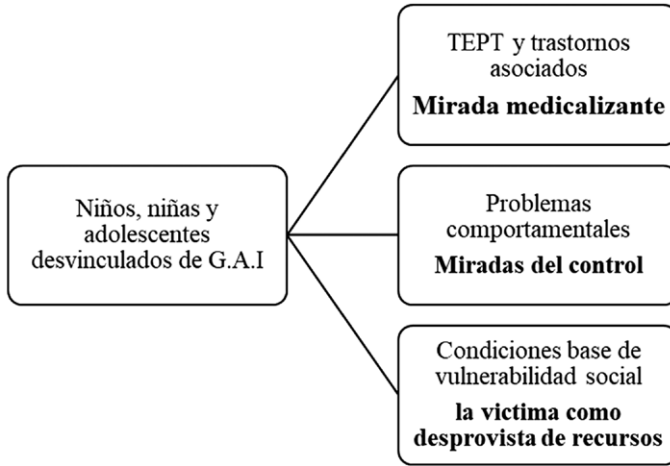 Niños, niñas y
adolescentes
desvinculados de G.A.I
TEPT y trastornos
asociados
Mirada medicalizante
Problemas
comportamentales
Miradas del control
Condiciones base de
vulnerabilidad social
la victima como
desprovista de recursos